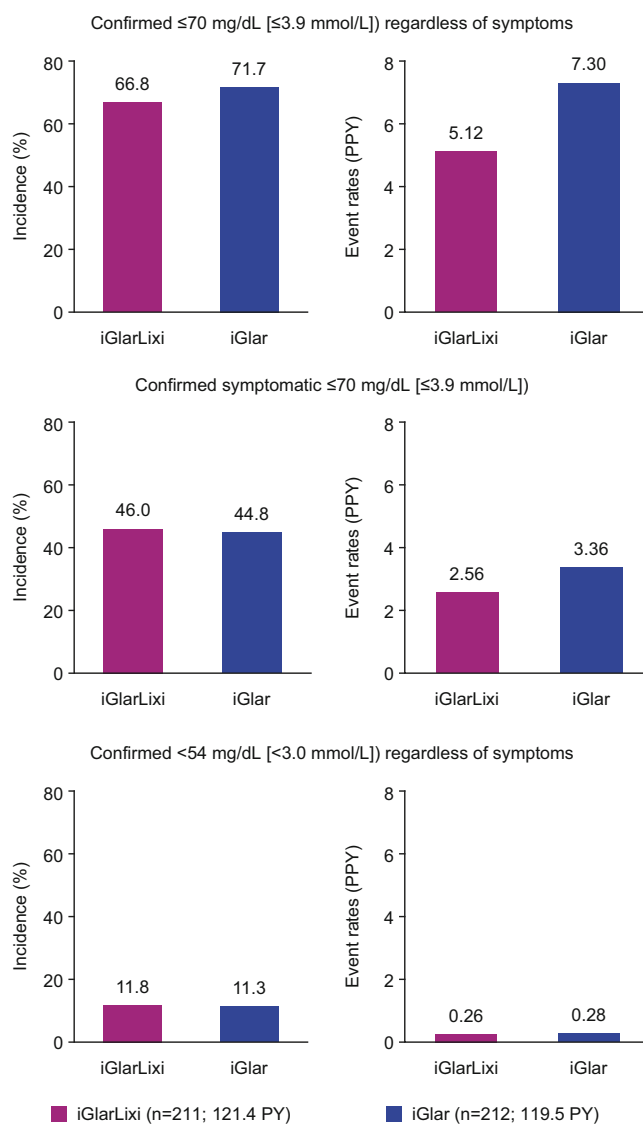 Confirmed ≤70 mg/dL [≤3.9 mmol/L]) regardless of symptoms
Incidence (%)
80
60
40
20
0
66.8
71.7
iGlarLixi
iGlar
Event rates (PPY)
8
6
4
2
0
5.12
7.30
iGlarLixi
iGlar
Confirmed symptomatic ≤70 mg/dL [≤3.9 mmol/L])
Incidence (%)
80
60
40
20
0
46.0
44.8
iGlarLixi
iGlar
Event rates (PPY)
8
6
4
2
0
2.56
3.36
iGlarLixi
iGlar
Confirmed <54 mg/dL [<3.0 mmol/L]) regardless of symptoms
Incidence (%)
80
60
40
20
0
11.8
11.3
iGlarLixi
iGlar
Event rates (PPY)
8
6
4
2
0
0.26
0.28
iGlarLixi
iGlar
iGlarLixi (n=211; 121.4 PY)
iGlar (n=212; 119.5 PY)